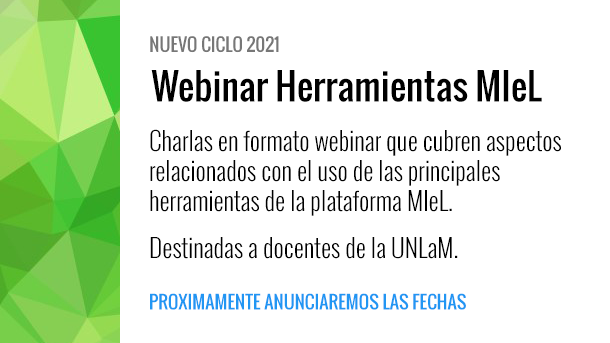 NUEVO CICLO 2021
Webinar Herramientas MIeL
Charlas en formato webinar que cubren aspectos
relacionados con el uso de las principales
herramientas de la plataforma MIeL.
Destinadas a docentes de la UNLaM.
PROXIMAMENTE ANUNCIAREMOS LAS FECHAS